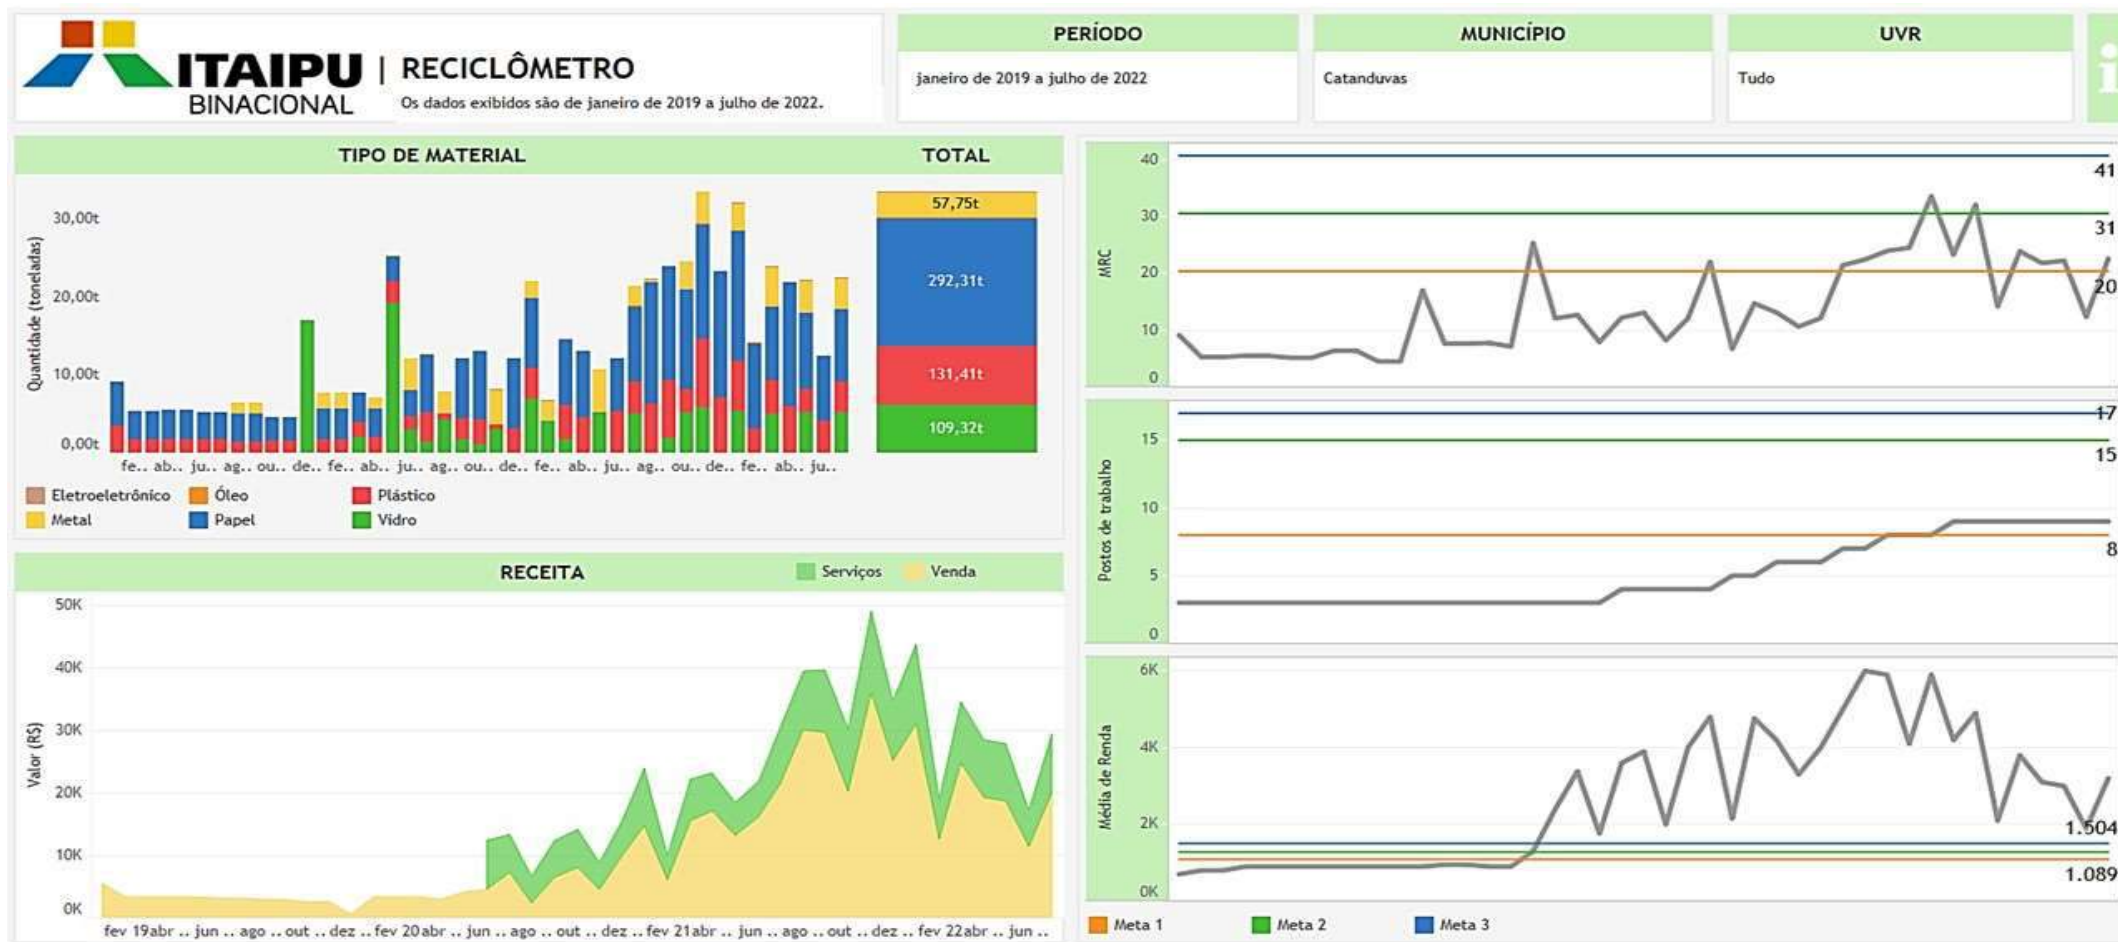 ITAIPU
BINACIONAL
| RECICLÔMETRO
Os dados exibidos são de janeiro de 2019 a julho de 2022.
PERÍODO
janeiro de 2019 a julho de 2022
MUNICÍPIO
Catanduvas
UVR
Tudo
i
TIPO DE MATERIAL
TOTAL
Quantidade (toneladas)
30,00t
20,00t
10,00t
0,00t
fe.. ab.. ju.. ag.. ou.. de.. fe.. ab.. ju.. ag.. ou.. de.. fe.. ab.. ju.. ag.. ou.. de.. fe.. ab.. ju..
57,75t
292,31t
131,41t
109,32t
Eletroeletrônico
Óleo
Plástico
Metal
Papel
Vidro
RECEITA
Serviços
Venda
Valor (R$)
50K
40K
30K
20K
10K
0K
fev 19abr .. jun .. ago .. out .. dez .. fev 20abr .. jun .. ago .. out .. dez .. fev 21abr .. jun .. ago .. out .. dez .. fev 22abr .. jun ..
MRC
40
30
20
10
0
41
31
20
Postos de trabalho
15
10
5
0
17
15
8
Média de Renda
6K
4K
2K
0K
1.504
1.089
Meta 1
Meta 2
Meta 3